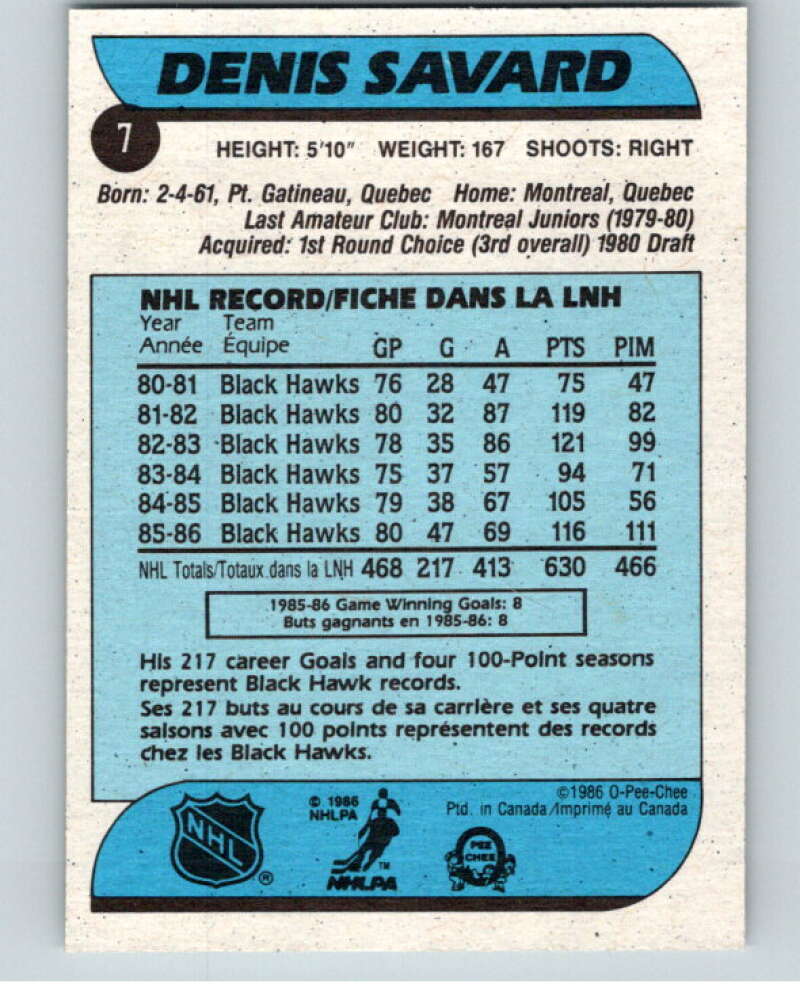 DENIS SAVARD
7
HEIGHT: 5'10" WEIGHT: 167 SHOOTS: RIGHT
Born: 2-4-61, Pt. Gatineau, Quebec Home: Montreal, Quebec
Last Amateur Club: Montreal Juniors (1979-80)
Acquired: 1st Round Choice (3rd overall) 1980 Draft
NHL RECORD/FICHE DANS LA LNH
Year Team
Année Équipe GP G A PTS PIM
80-81 Black Hawks 76 28 47 75 47
81-82 Black Hawks 80 32 87 119 82
82-83 Black Hawks 78 35 86 121 99
83-84 Black Hawks 75 37 57 94 71
84-85 Black Hawks 79 38 67 105 56
85-86 Black Hawks 80 47 69 116 111
NHL Totals/Totaux dans la LNH 468 217 413 630 466
1985-86 Game Winning Goals: 8
Buts gagnants en 1985-86: 8
His 217 career Goals and four 100-Point seasons
represent Black Hawk records.
Ses 217 buts au cours de sa carrière et ses quatre
saisons avec 100 points représentent des records
chez les Black Hawks.
©1986 O-Pee-Chee
Ptd. in Canada/Imprimé au Canada
© 1986
NHLPA
NHL
®
TM
NHLPA
PEE
CHEE